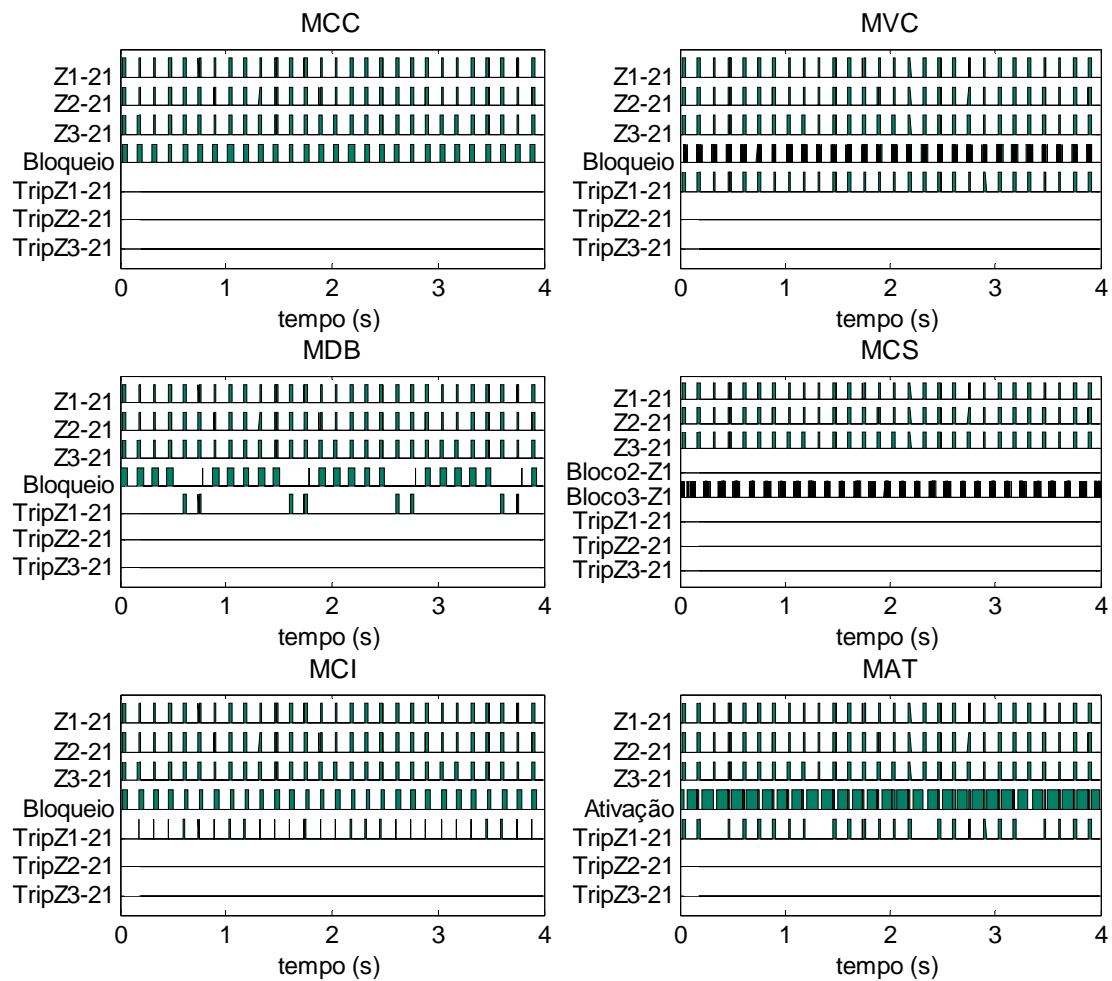 MCC
Z1-21
Z2-21
Z3-21
Bloqueio
TripZ1-21
TripZ2-21
TripZ3-21
0 1 2 3 4
tempo (s)
MVC
Z1-21
Z2-21
Z3-21
Bloqueio
TripZ1-21
TripZ2-21
TripZ3-21
0 1 2 3 4
tempo (s)
MDB
Z1-21
Z2-21
Z3-21
Bloqueio
TripZ1-21
TripZ2-21
TripZ3-21
0 1 2 3 4
tempo (s)
MCS
Z1-21
Z2-21
Z3-21
Bloco2-Z1
Bloco3-Z1
TripZ1-21
TripZ2-21
TripZ3-21
0 1 2 3 4
tempo (s)
MCI
Z1-21
Z2-21
Z3-21
Bloqueio
TripZ1-21
TripZ2-21
TripZ3-21
0 1 2 3 4
tempo (s)
MAT
Z1-21
Z2-21
Z3-21
Ativação
TripZ1-21
TripZ2-21
TripZ3-21
0 1 2 3 4
tempo (s)